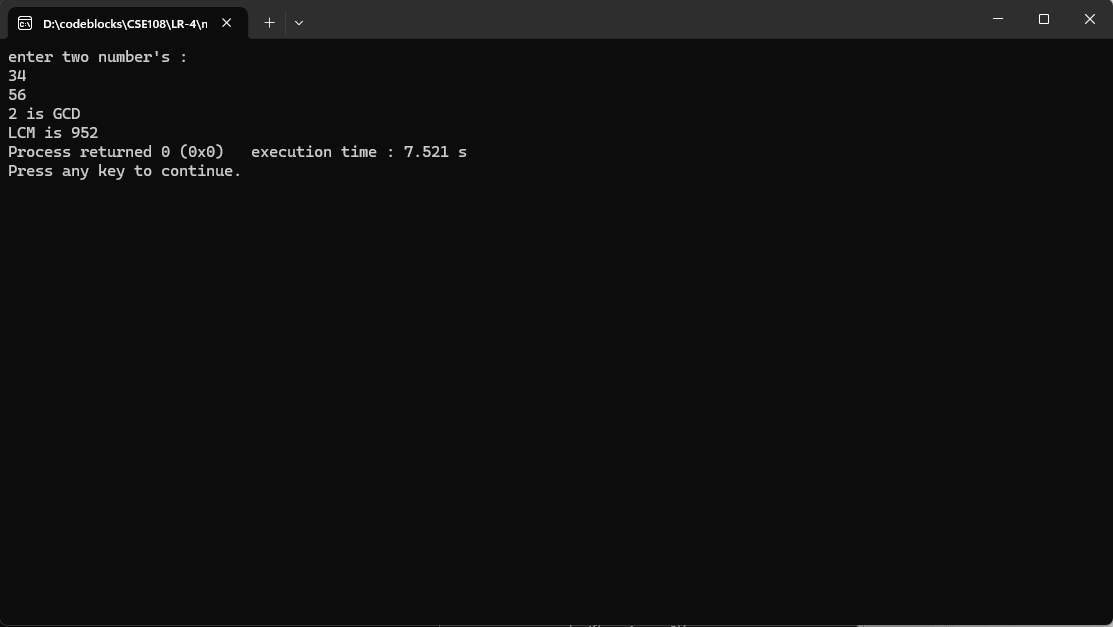 D:\codeblocks\CSE108\LR-4\n
enter two number's :
34
56
2 is GCD
LCM is 952
Process returned 0 (0x0)   execution time : 7.521 s
Press any key to continue.